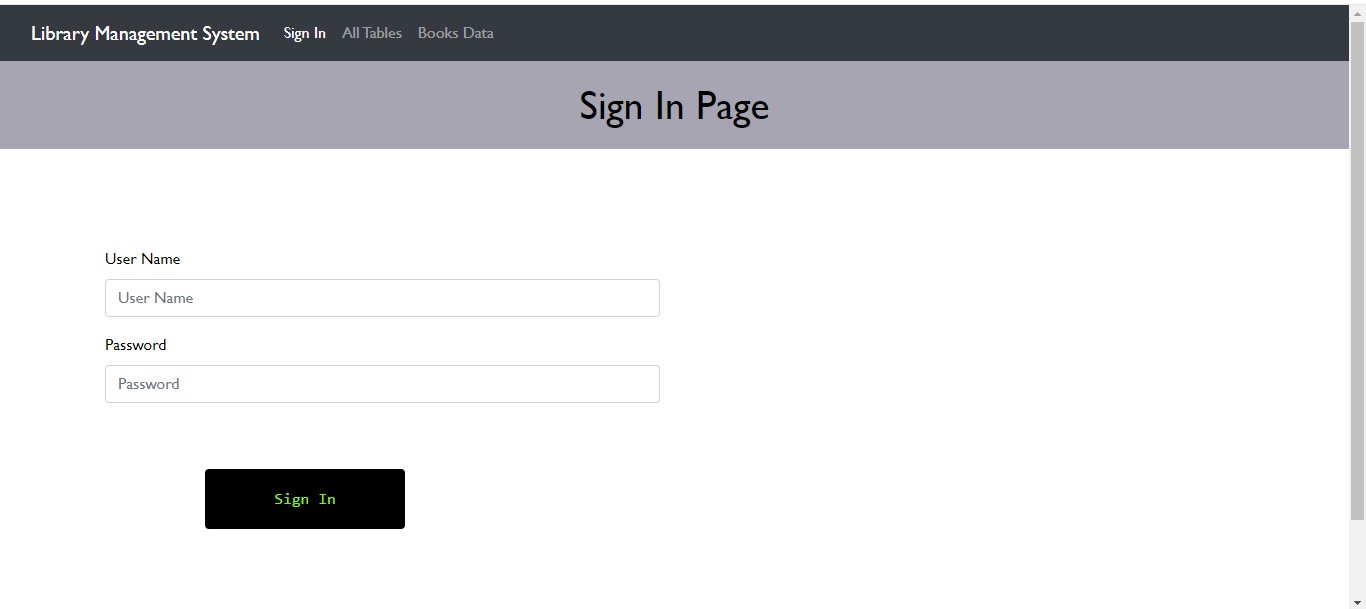 Library Management System Sign In All Tables Books Data
Sign In Page
User Name
User Name
Password
Password
Sign In